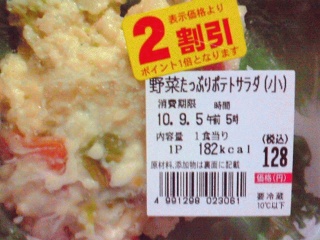 表示価格より
2割引
ポイント1倍となります
野菜たっぷりポテトサラダ(小)
消費期限 時間
10. 9. 5 午前 5時
内容量 1食当り
1P 182kcal
(税込)
128
価格(円)
原材料,添加物は裏面に記載
要冷蔵
10℃以下
4 991298 023061